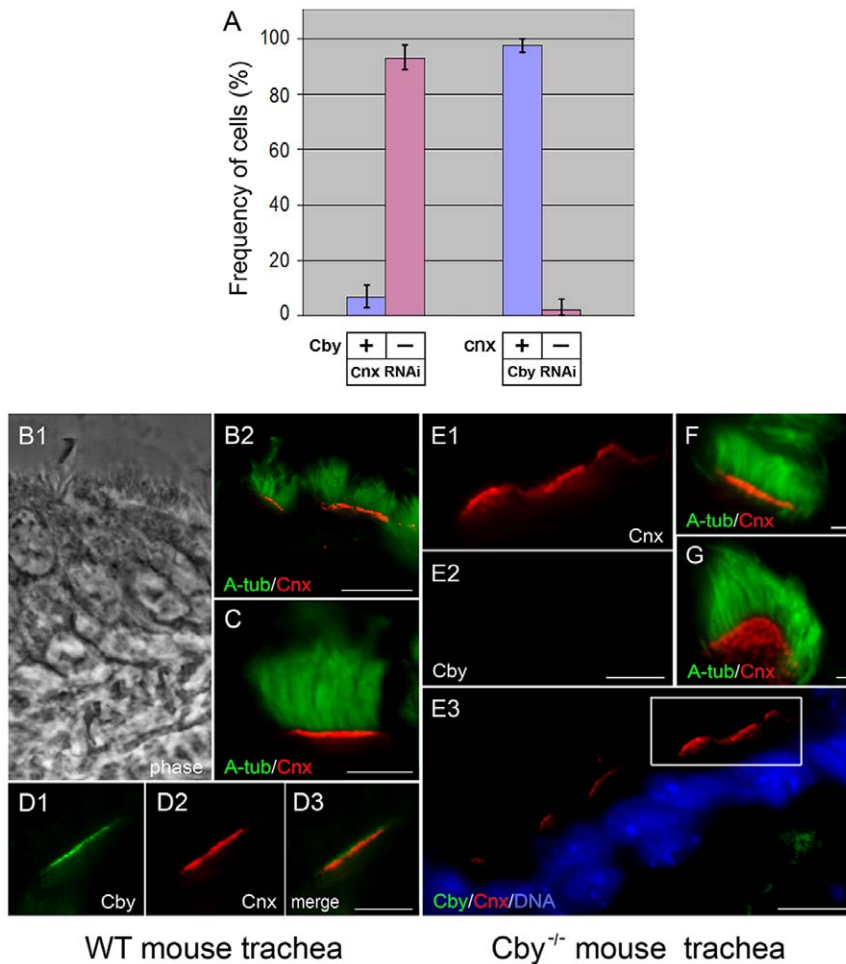 A
Frequency of cells (%)
100
80
60
40
20
0
Cby + −
Cnx RNAi
cnx + −
Cby RNAi
B1
phase
B2
A-tub/Cnx
C
A-tub/Cnx
D1
Cby
D2
Cnx
D3
merge
E1
Cnx
E2
Cby
E3
Cby/Cnx/DNA
F
A-tub/Cnx
G
A-tub/Cnx
WT mouse trachea
Cby-/- mouse trachea